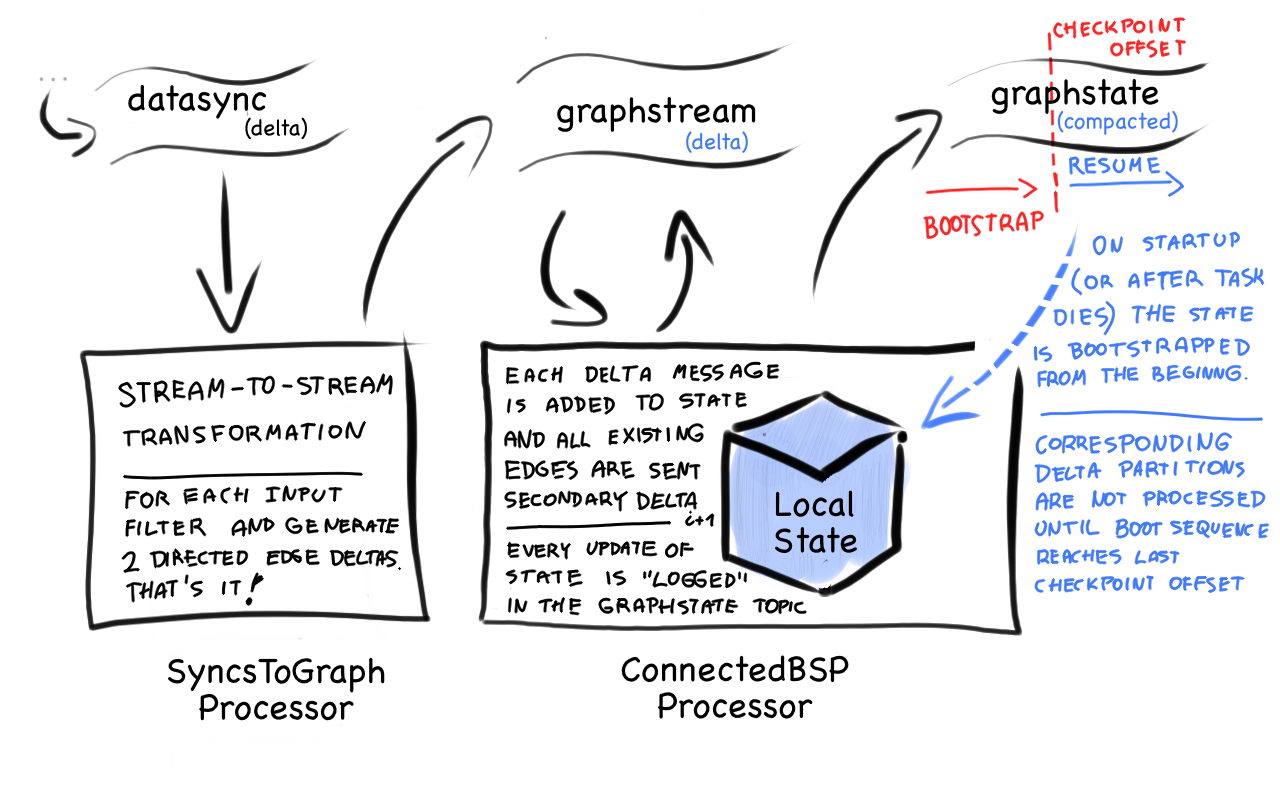 ...
datasync
(delta)
graphstream
(delta)
CHECKPOINT
OFFSET
graphstate
(compacted)
RESUME
BOOTSTRAP
STREAM-TO-STREAM
TRANSFORMATION
FOR EACH INPUT
FILTER AND GENERATE
2 DIRECTED EDGE DELTAS.
THAT'S IT!
SyncsToGraph
Processor
EACH DELTA MESSAGE
IS ADDED TO STATE
AND ALL EXISTING
EDGES ARE SENT
SECONDARY DELTA
i+1
EVERY UPDATE OF
STATE IS "LOGGED"
IN THE GRAPHSTATE TOPIC
Local
State
ConnectedBSP
Processor
ON STARTUP
(OR AFTER TASK
DIES) THE STATE
IS BOOTSTRAPPED
FROM THE BEGINNG.
CORRESPONDING
DELTA PARTITIONS
ARE NOT PROCESSED
UNTIL BOOT SEQUENCE
REACHES LAST
CHECKPOINT OFFSET